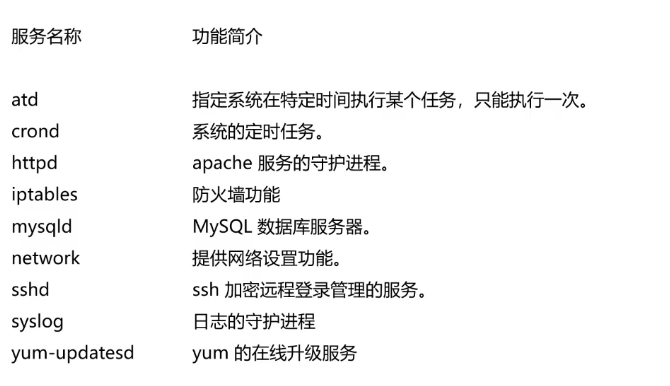 服务名称 功能简介
atd 指定系统在特定时间执行某个任务，只能执行一次。
crond 系统的定时任务。
httpd apache 服务的守护进程。
iptables 防火墙功能
mysqld MySQL 数据库服务器。
network 提供网络设置功能。
sshd ssh 加密远程登录管理的服务。
syslog 日志的守护进程
yum-updatesd yum 的在线升级服务